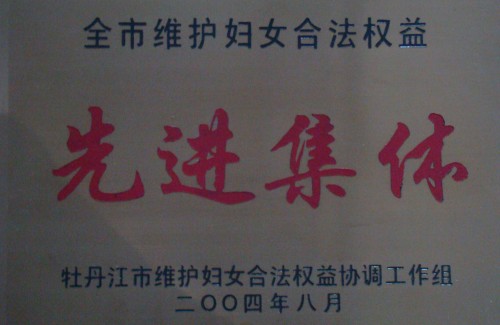 全市维护妇女合法权益
先进集体
牡丹江市维护妇女合法权益协调工作组
二〇〇四年八月